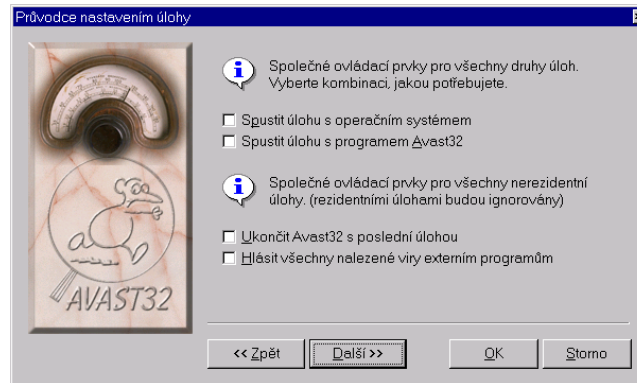 Průvodce nastavením úlohy
Společné ovládací prvky pro všechny druhy úloh.
Vyberte kombinaci, jakou potřebujete.
Spustit úlohu s operačním systémem
Spustit úlohu s programem Avast32
Společné ovládací prvky pro všechny nerezidentní
úlohy. (rezidentními úlohami budou ignorovány)
Ukončit Avast32 s poslední úlohou
Hlásit všechny nalezené viry externím programům
AVAST32
<< Zpět
Další >>
OK
Storno